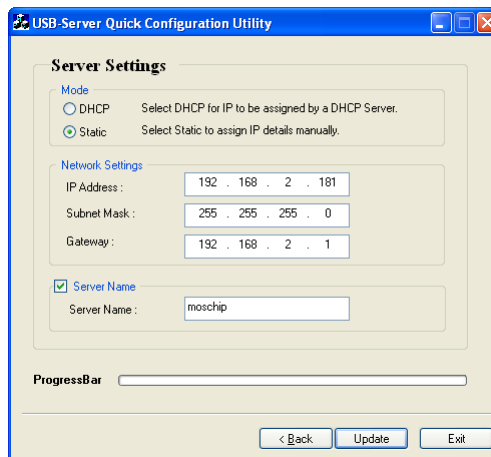 USB-Server Quick Configuration Utility
Server Settings
Mode
DHCP Select DHCP for IP to be assigned by a DHCP Server.
Static Select Static to assign IP details manually.
Network Settings
IP Address : 192 . 168 . 2 . 181
Subnet Mask : 255 . 255 . 255 . 0
Gateway : 192 . 168 . 2 . 1
Server Name
Server Name : moschip
ProgressBar
< Back Update Exit